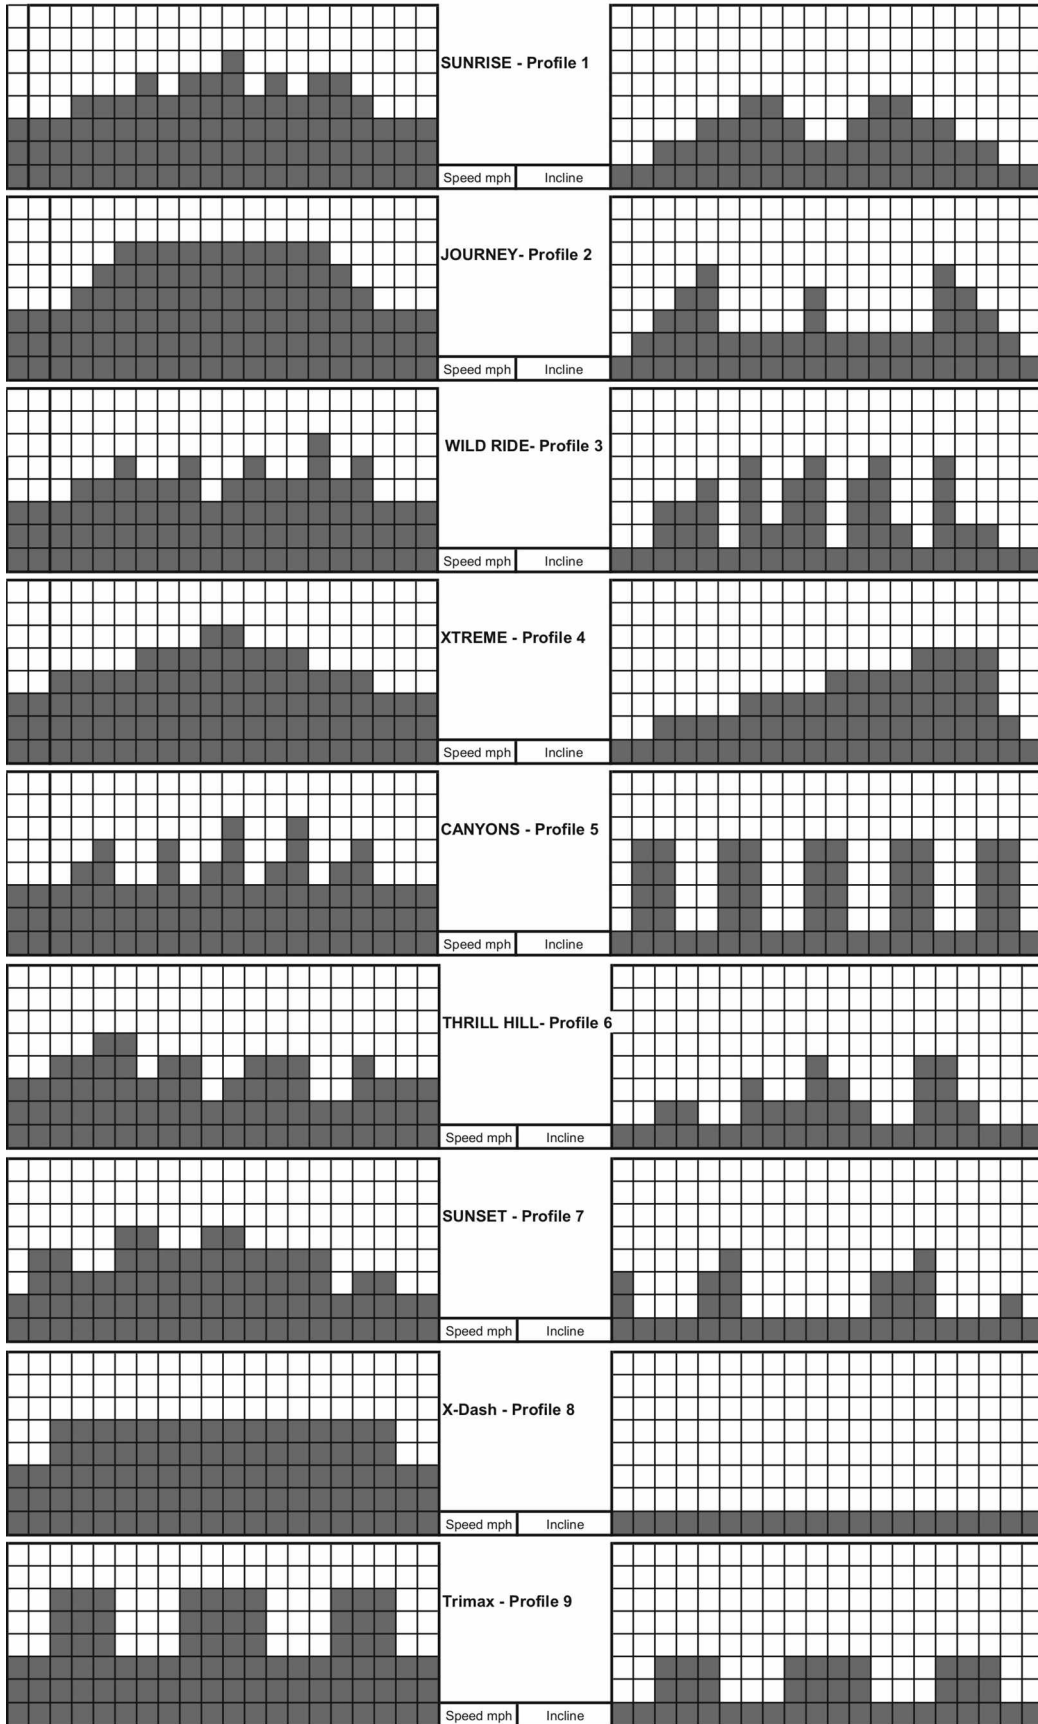 SUNRISE - Profile 1
Speed mph Incline
JOURNEY- Profile 2
Speed mph Incline
WILD RIDE- Profile 3
Speed mph Incline
XTREME - Profile 4
Speed mph Incline
CANYONS - Profile 5
Speed mph Incline
THRILL HILL- Profile 6
Speed mph Incline
SUNSET - Profile 7
Speed mph Incline
X-Dash - Profile 8
Speed mph Incline
Trimax - Profile 9
Speed mph Incline